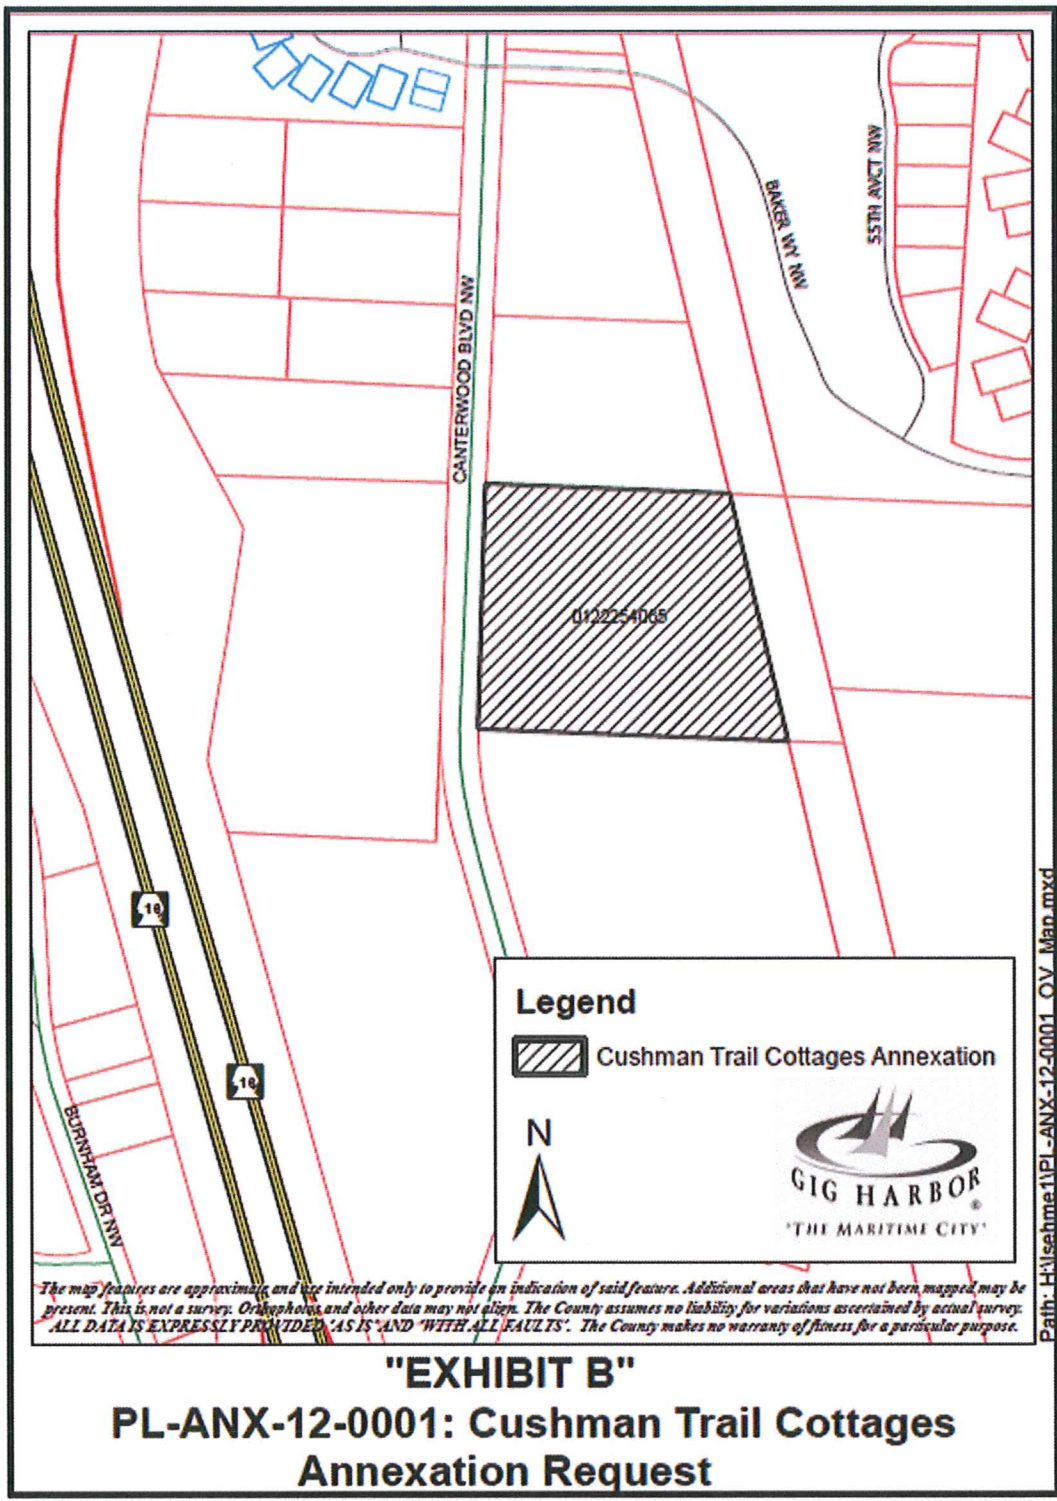 55TH AVCT NW
BAKER WY NW
CANTERWOOD BLVD NW
0122254065
16
16
BURNHAM DR NW
Legend
Cushman Trail Cottages Annexation
N
GIG HARBOR
®
"THE MARITIME CITY"
Path: H:\lsehme1\PL-ANX-12-0001_OV_Map.mxd
The map features are approximate and are intended only to provide an indication of said feature. Additional areas that have not been mapped may be
present. This is not a survey. Orthophotos and other data may not align. The County assumes no liability for variations ascertained by actual survey.
ALL DATA IS EXPRESSLY PROVIDED 'AS IS' AND 'WITH ALL FAULTS'. The County makes no warranty of fitness for a particular purpose.
"EXHIBIT B"
PL-ANX-12-0001: Cushman Trail Cottages
Annexation Request